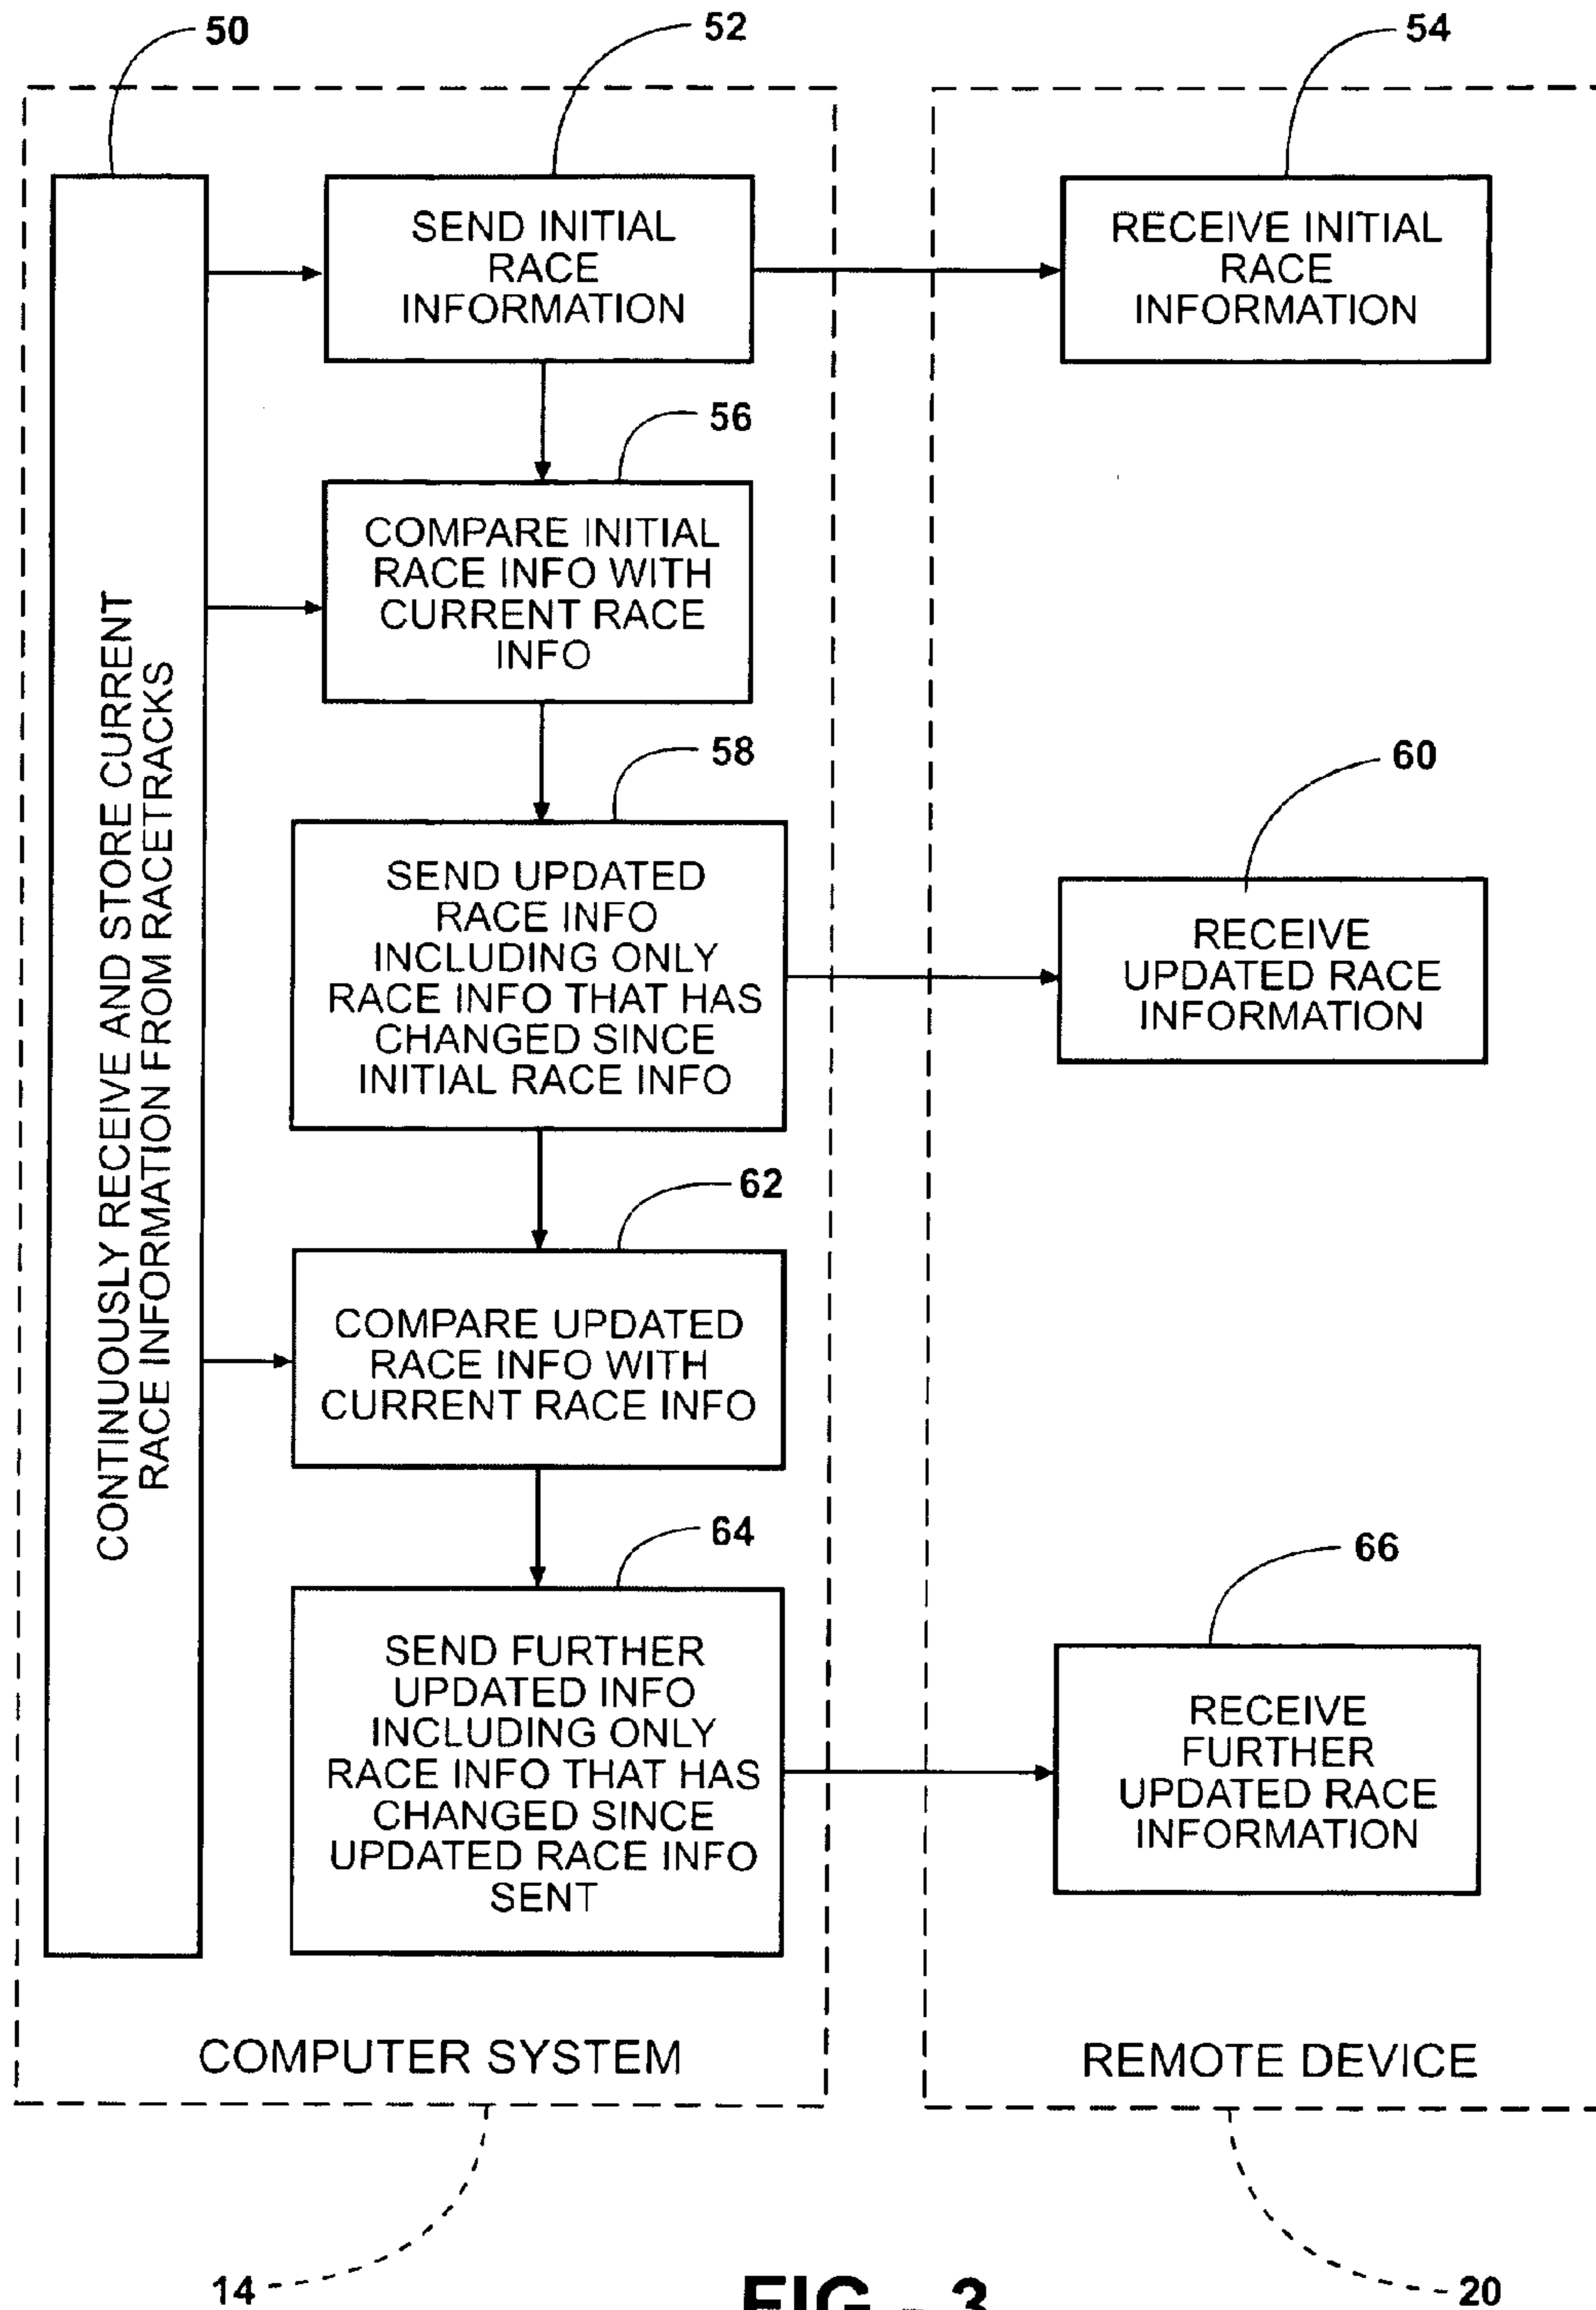 50
52
54
CONTINUOUSLY RECEIVE AND STORE CURRENT
RACE INFORMATION FROM RACETRACKS
SEND INITIAL
RACE
INFORMATION
RECEIVE INITIAL
RACE
INFORMATION
56
COMPARE INITIAL
RACE INFO WITH
CURRENT RACE
INFO
58
SEND UPDATED
RACE INFO
INCLUDING ONLY
RACE INFO THAT HAS
CHANGED SINCE
INITIAL RACE INFO
60
RECEIVE
UPDATED RACE
INFORMATION
62
COMPARE UPDATED
RACE INFO WITH
CURRENT RACE INFO
64
SEND FURTHER
UPDATED INFO
INCLUDING ONLY
RACE INFO THAT HAS
CHANGED SINCE
UPDATED RACE INFO
SENT
66
RECEIVE
FURTHER
UPDATED RACE
INFORMATION
COMPUTER SYSTEM
REMOTE DEVICE
14
20
FIG - 3